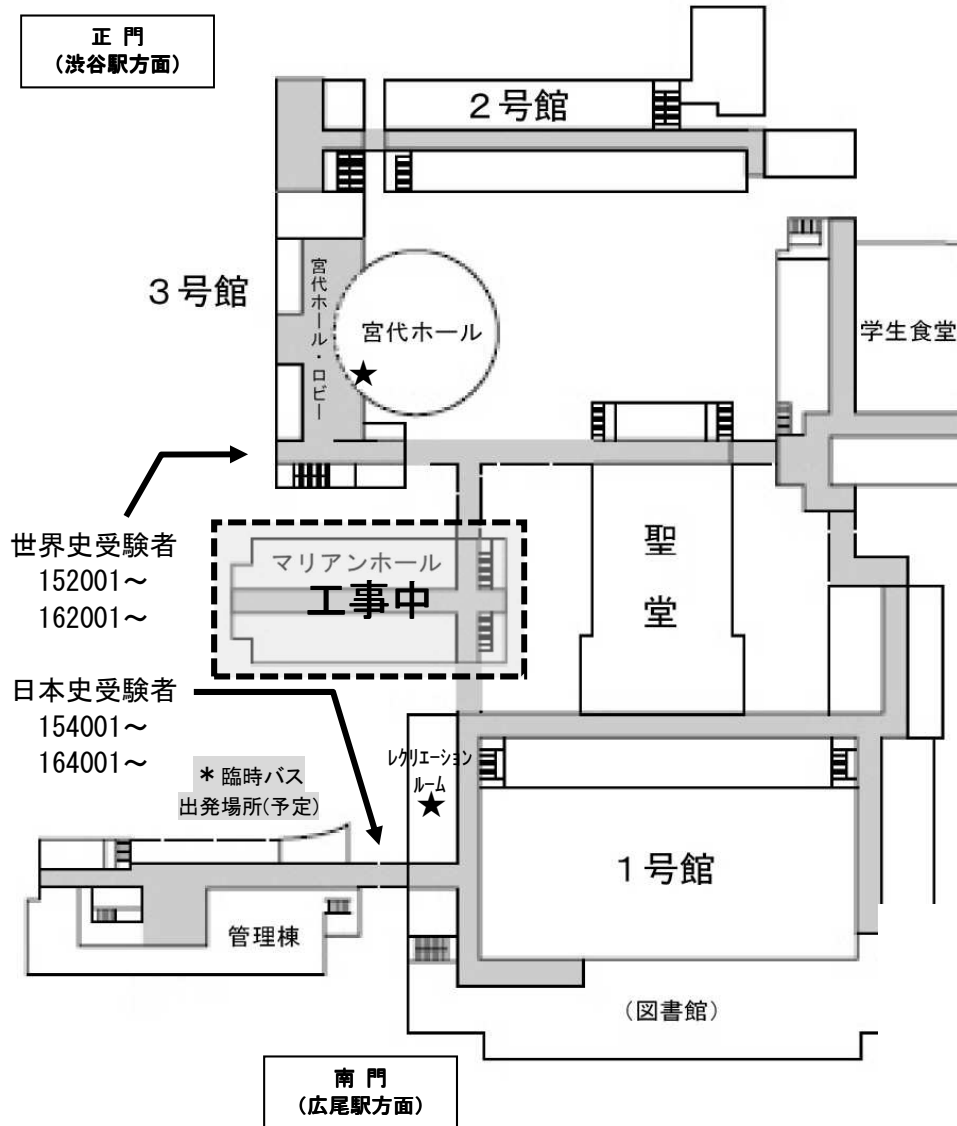 正 門
(渋谷駅方面)
２号館
３号館
宮代ホール・ロビー
宮代ホール
★
学生食堂
世界史受験者
152001～
162001～
マリアンホール
工事中
聖堂
日本史受験者
154001～
164001～
＊臨時バス
出発場所(予定)
レクリエーション
ルーム
★
１号館
管理棟
(図書館)
南 門
(広尾駅方面)